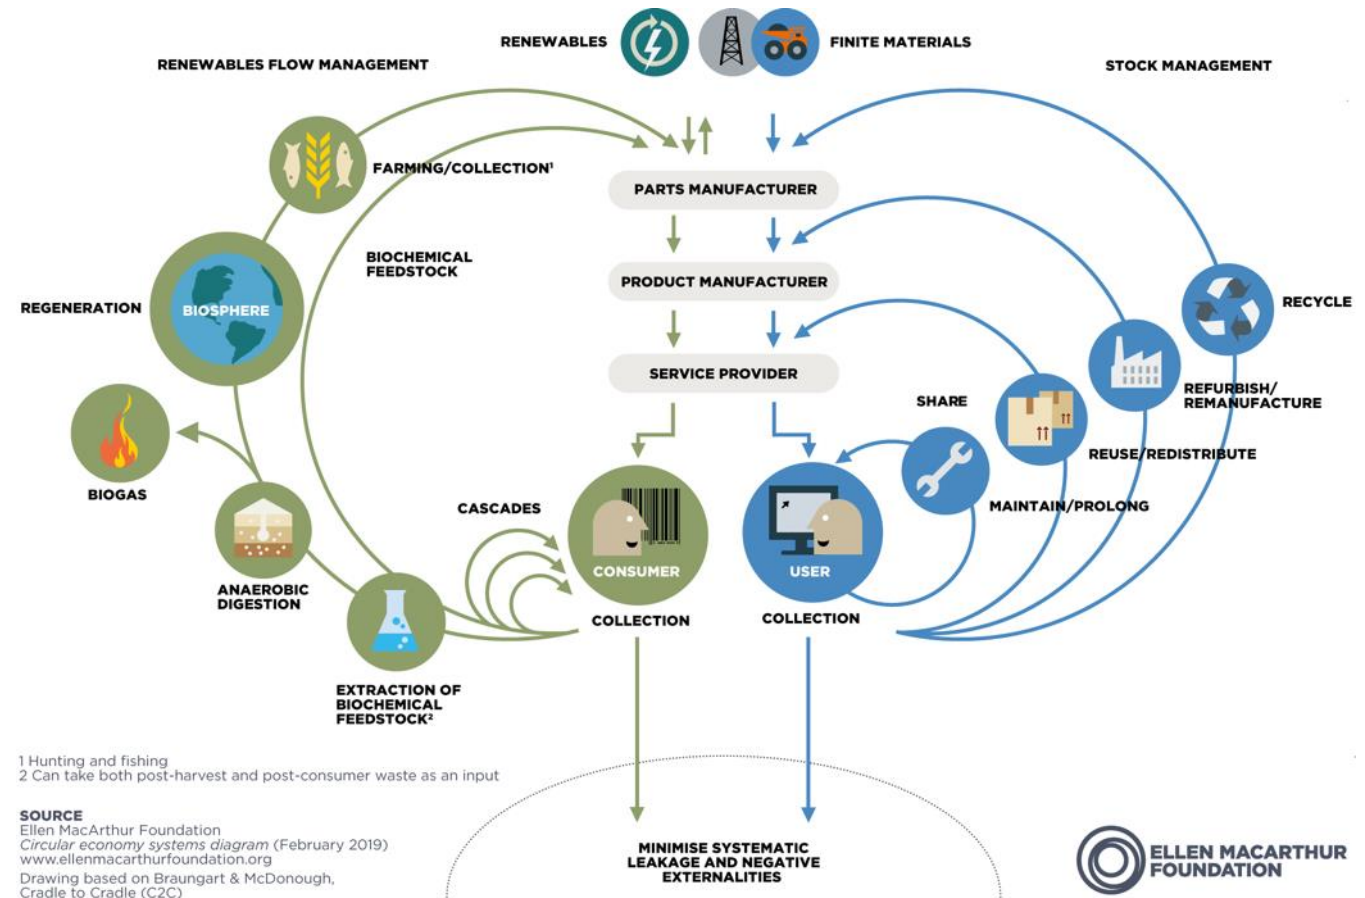 RENEWABLES
FINITE MATERIALS
RENEWABLES FLOW MANAGEMENT
STOCK MANAGEMENT
FARMING/COLLECTION¹
PARTS MANUFACTURER
BIOCHEMICAL
FEEDSTOCK
PRODUCT MANUFACTURER
REGENERATION
BIOSPHERE
RECYCLE
SERVICE PROVIDER
SHARE
REFURBISH/
REMANUFACTURE
REUSE/REDISTRIBUTE
BIOGAS
CASCADES
MAINTAIN/PROLONG
CONSUMER
USER
ANAEROBIC
DIGESTION
COLLECTION
COLLECTION
EXTRACTION OF
BIOCHEMICAL
FEEDSTOCK²
1 Hunting and fishing
2 Can take both post-harvest and post-consumer waste as an input
SOURCE
Ellen MacArthur Foundation
Circular economy systems diagram (February 2019)
www.ellenmacarthurfoundation.org
Drawing based on Braungart & McDonough,
Cradle to Cradle (C2C)
MINIMISE SYSTEMATIC
LEAKAGE AND NEGATIVE
EXTERNALITIES
ELLEN MACARTHUR
FOUNDATION